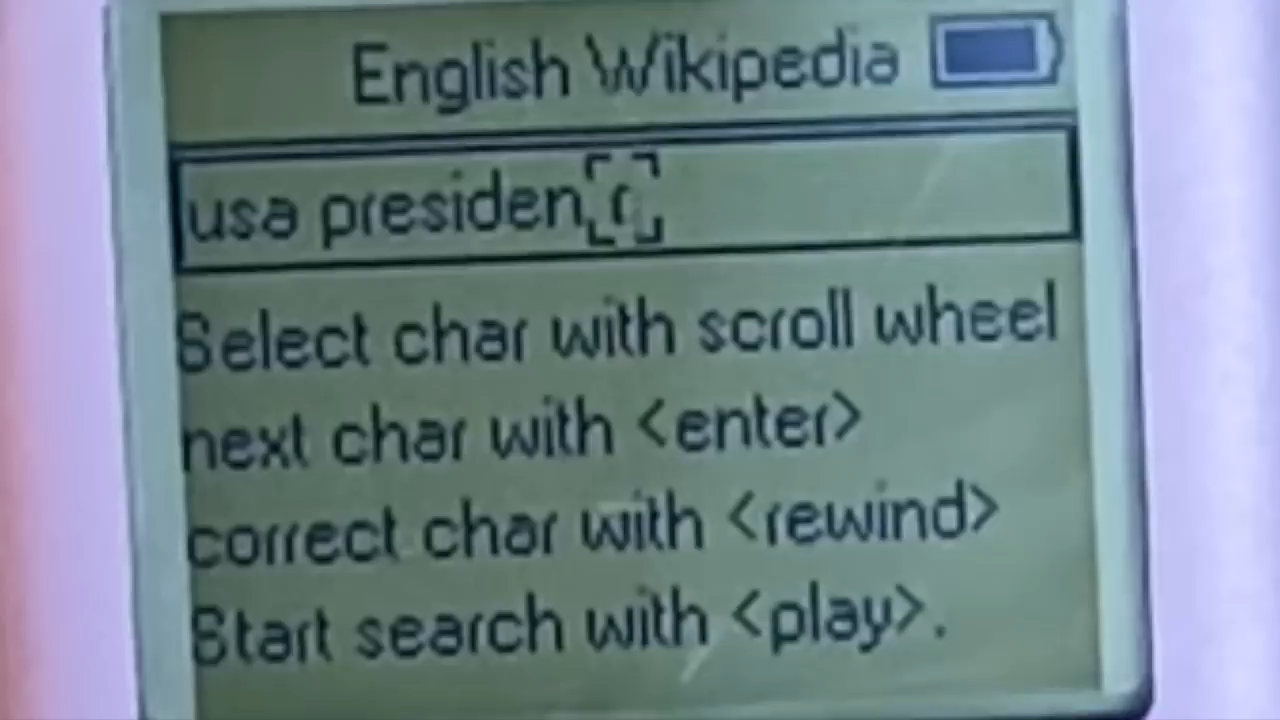 English Wikipedia
usa presiden r
Select char with scroll wheel
next char with <enter>
correct char with <rewind>
Start search with <play>.